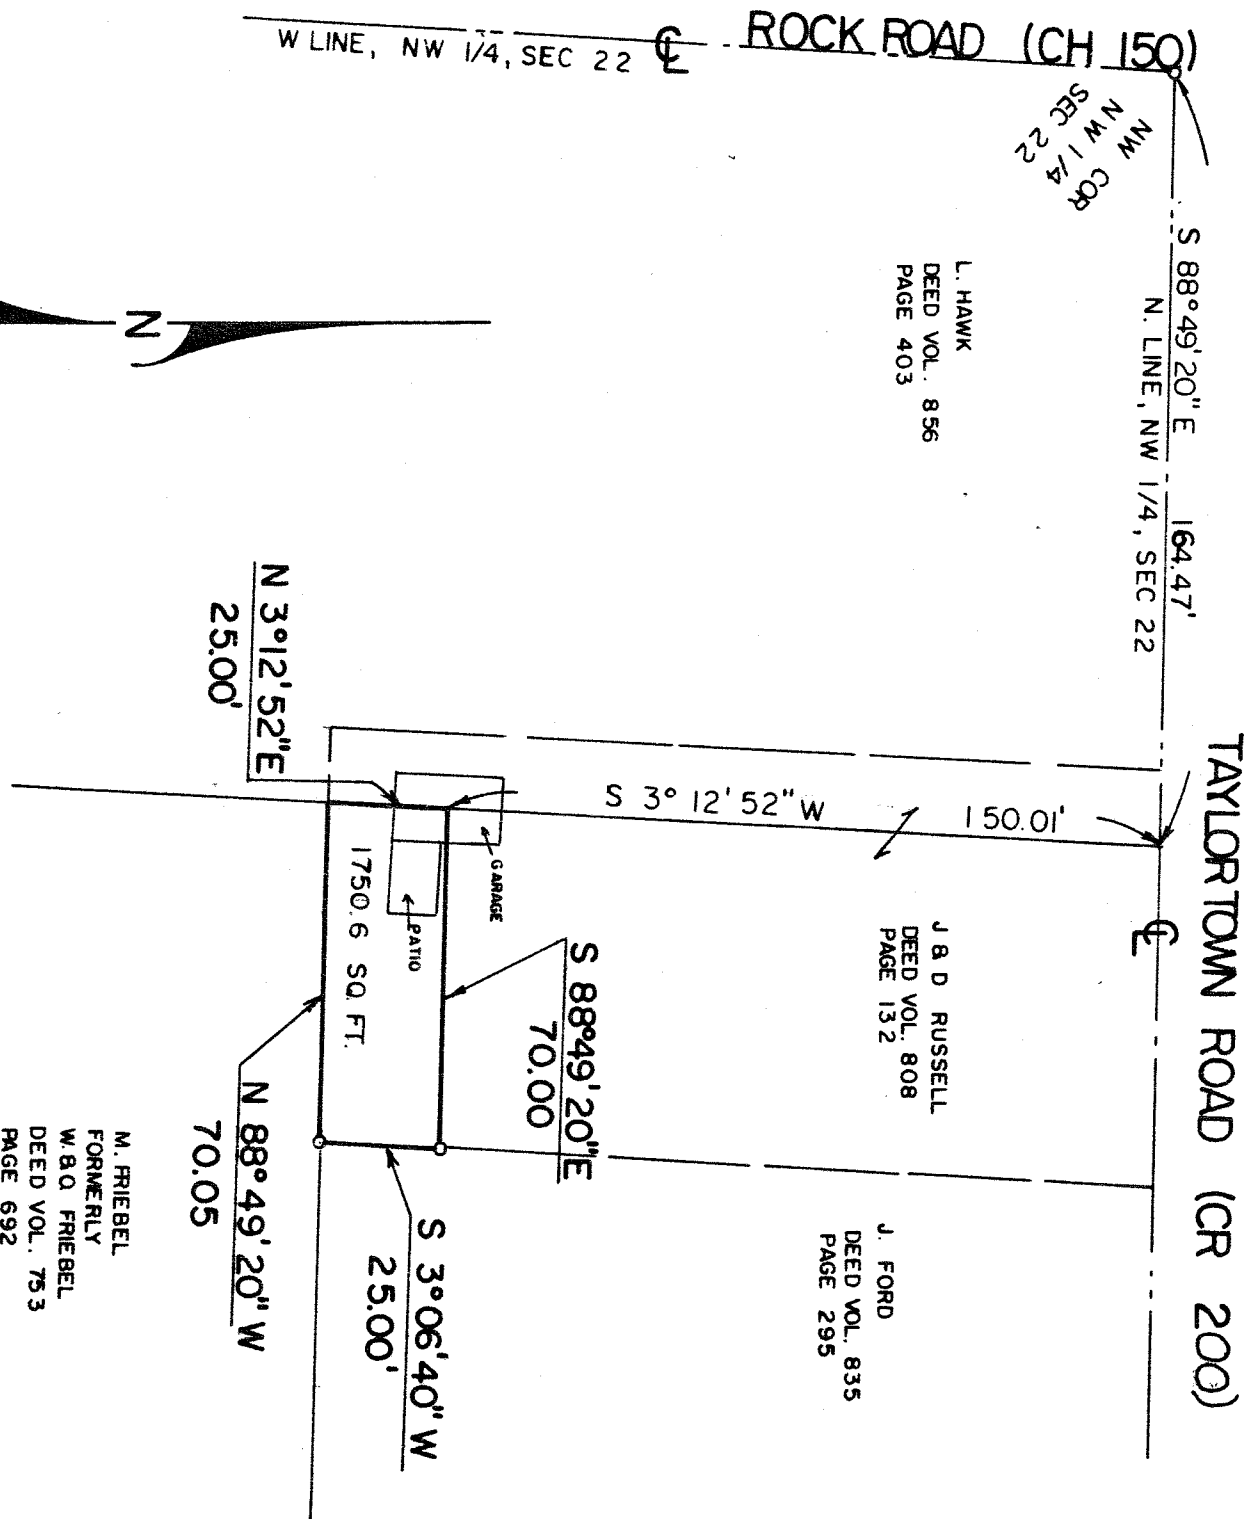 ROCK ROAD (CH 150)
W LINE, NW 1/4, SEC 22
NW COR
NW 1/4
SEC 22
S 88°49'20"E 164.47'
N. LINE, NW 1/4, SEC 22
TAYLORTOWN ROAD (CR 200)
L. HAWK
DEED VOL. 856
PAGE 403
N
N 3°12'52"E
25.00'
S 3°12'52"W 150.01'
GARAGE
PATIO
1750.6 SQ. FT.
J & D RUSSELL
DEED VOL. 808
PAGE 132
S 88°49'20"E
70.00
N 88°49'20"W
70.05
S 3°06'40"W
25.00'
J. FORD
DEED VOL. 835
PAGE 295
M. FRIEBEL
FORMERLY
W. & O. FRIEBEL
DEED VOL. 753
PAGE 692